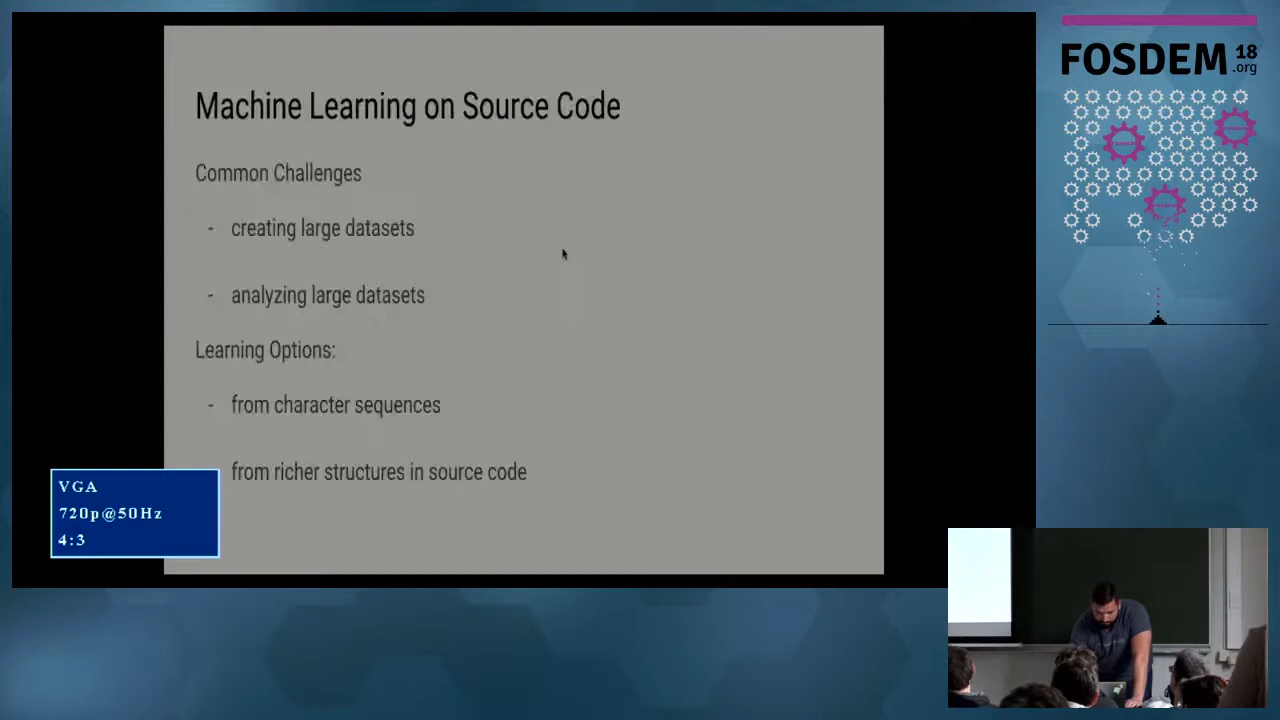 Machine Learning on Source Code
Common Challenges
- creating large datasets
- analyzing large datasets
Learning Options:
- from character sequences
from richer structures in source code
VGA
720p@50Hz
4:3
FOSDEM 18
.org